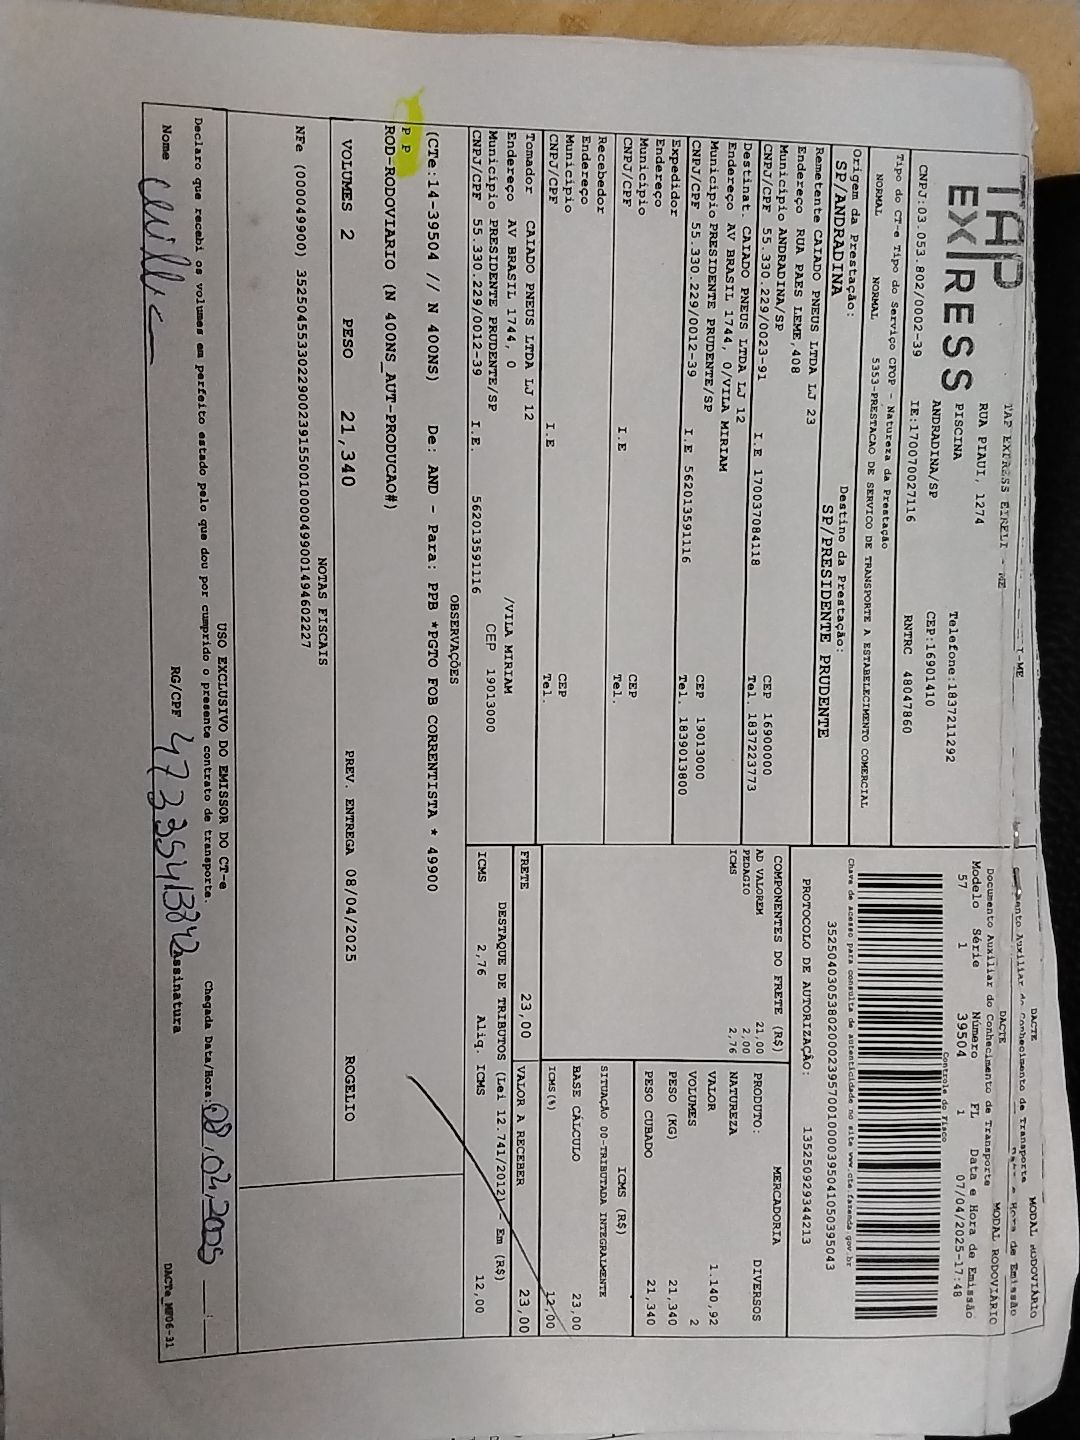 TAP
EXPRESS
TAP EXPRESS EIRELI - ME
RUA PIAUI, 1274
PISCINA
ANDRADINA/SP
Telefone:1837211292
CEP:16901410
CNPJ:03.053.802/0002-39
IE:170070027116
RNTRC 48047860
DACTE
MODAL RODOVIÁRIO
Documento Auxiliar do Conhecimento de Transporte
Modelo Série Número FL Data e Hora de Emissão
57 1 39504 1 07/04/2025-17:48
Controle do Fisco
Chave de acesso para consulta de autenticidade no site www.cte.fazenda.gov.br
35250403053802000239570010000395041050395043
PROTOCOLO DE AUTORIZAÇÃO: 135250929344213
Tipo do CT-e Tipo do Serviço CFOP - Natureza da Prestação
NORMAL NORMAL 5353-PRESTACAO DE SERVICO DE TRANSPORTE A ESTABELECIMENTO COMERCIAL
Origem da Prestação: Destino da Prestação:
SP/ANDRADINA SP/PRESIDENTE PRUDENTE
Remetente CAIADO PNEUS LTDA LJ 23
Endereço RUA PAES LEME,408
Município ANDRADINA/SP CEP 16900000
CNPJ/CPF 55.330.229/0023-91 I.E 170037084118 Tel. 1837223773
Destinat. CAIADO PNEUS LTDA LJ 12
Endereço AV BRASIL 1744, 0/VILA MIRIAM
Município PRESIDENTE PRUDENTE/SP CEP 19013000
CNPJ/CPF 55.330.229/0012-39 I.E 562013591116 Tel. 1839013800
Expedidor
Endereço
Município CEP
CNPJ/CPF I.E Tel.
Recebedor
Endereço
Município CEP
CNPJ/CPF I.E Tel.
Tomador CAIADO PNEUS LTDA LJ 12
Endereço AV BRASIL 1744, 0 /VILA MIRIAM
Município PRESIDENTE PRUDENTE/SP CEP 19013000
CNPJ/CPF 55.330.229/0012-39 I.E. 562013591116
COMPONENTES DO FRETE (R$)
AD VALOREM 21,00
PEDAGIO 2,00
ICMS 2,76
MERCADORIA
PRODUTO: DIVERSOS
NATUREZA
VALOR 1.140,92
VOLUMES 2
PESO (KG) 21,340
PESO CUBADO 21,340
ICMS (R$)
SITUAÇÃO 00-TRIBUTADA INTEGRALMENTE
BASE CÁLCULO 23,00
ICMS(%) 12,00
FRETE 23,00 VALOR A RECEBER 23,00
DESTAQUE DE TRIBUTOS (Lei 12.741/2012) - Em (R$)
ICMS 2,76 Aliq. ICMS 12,00
OBSERVAÇÕES
(CTe:14-39504 // N 400NS) De: AND - Para: PPB *PGTO FOB CORRENTISTA * 49900
P P
ROD-RODOVIARIO (N 400NS_AUT-PRODUCAO#)
VOLUMES 2 PESO 21,340 PREV. ENTREGA 08/04/2025 ROGELIO
NOTAS FISCAIS
NFe (000049900) 35250455330229002391550010000499001494602227
USO EXCLUSIVO DO EMISSOR DO CT-e
Declaro que recebi os volumes em perfeito estado pelo que dou por cumprido o presente contrato de transporte. Chegada Data/Hora: ____:____
Nome RG/CPF Assinatura
DACTe_MP06-31